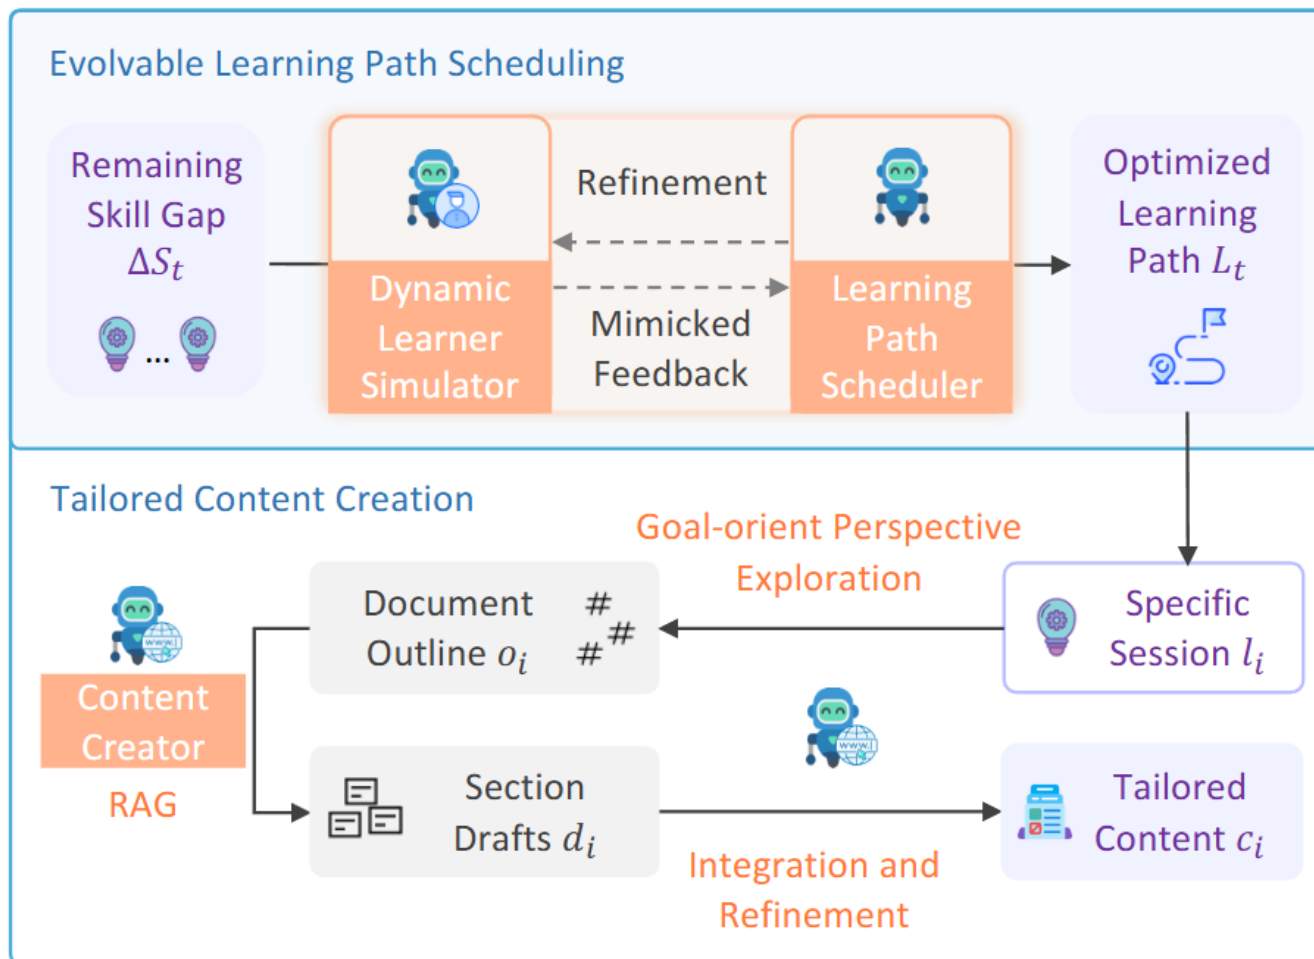 Evolvable Learning Path Scheduling
Remaining
Skill Gap
ΔS_t
...
Dynamic
Learner
Simulator
Refinement
Mimicked
Feedback
Learning
Path
Scheduler
Optimized
Learning
Path L_t
Tailored Content Creation
Goal-orient Perspective
Exploration
Specific
Session l_i
Document #
#
Outline o_i #
Content
Creator
RAG
Section
Drafts d_i
www.
Integration and
Refinement
Tailored
Content c_i